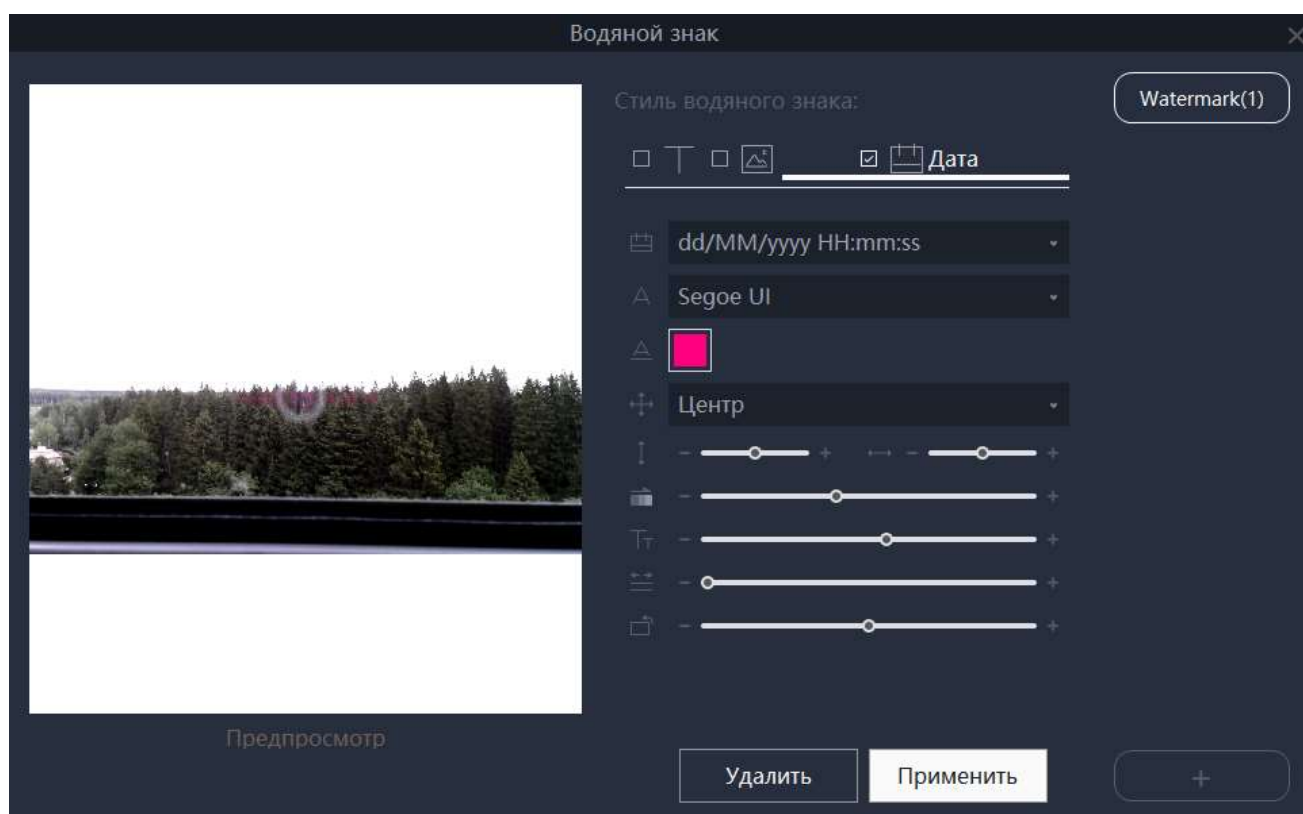 Водяной знак
Стиль водяного знака:
Watermark(1)
Дата
dd/MM/yyyy HH:mm:ss
Segoe UI
Центр
Предпросмотр
Удалить
Применить